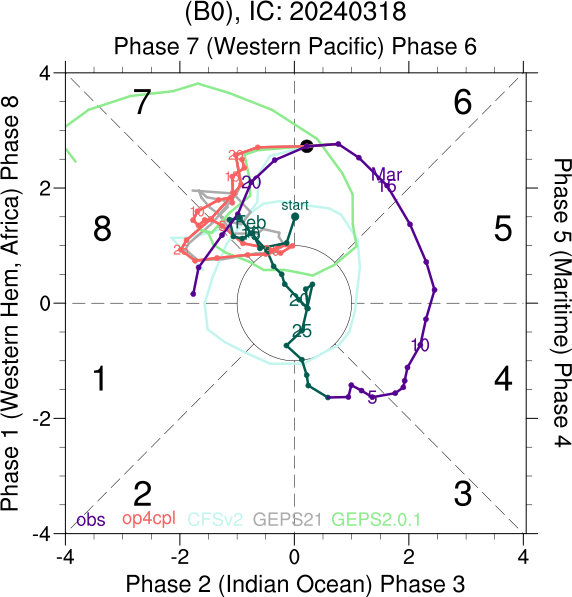 (B0), IC: 20240318
Phase 7 (Western Pacific) Phase 6
Phase 1 (Western Hem, Africa) Phase 8
Phase 5 (Maritime) Phase 4
4
2
0
-2
-4
7
6
8
5
1
4
2
3
Mar
15
20
start
Feb
20
25
10
5
obs
op4cpl
CFSv2
GEPS21
GEPS2.0.1
-4
-2
0
2
4
Phase 2 (Indian Ocean) Phase 3